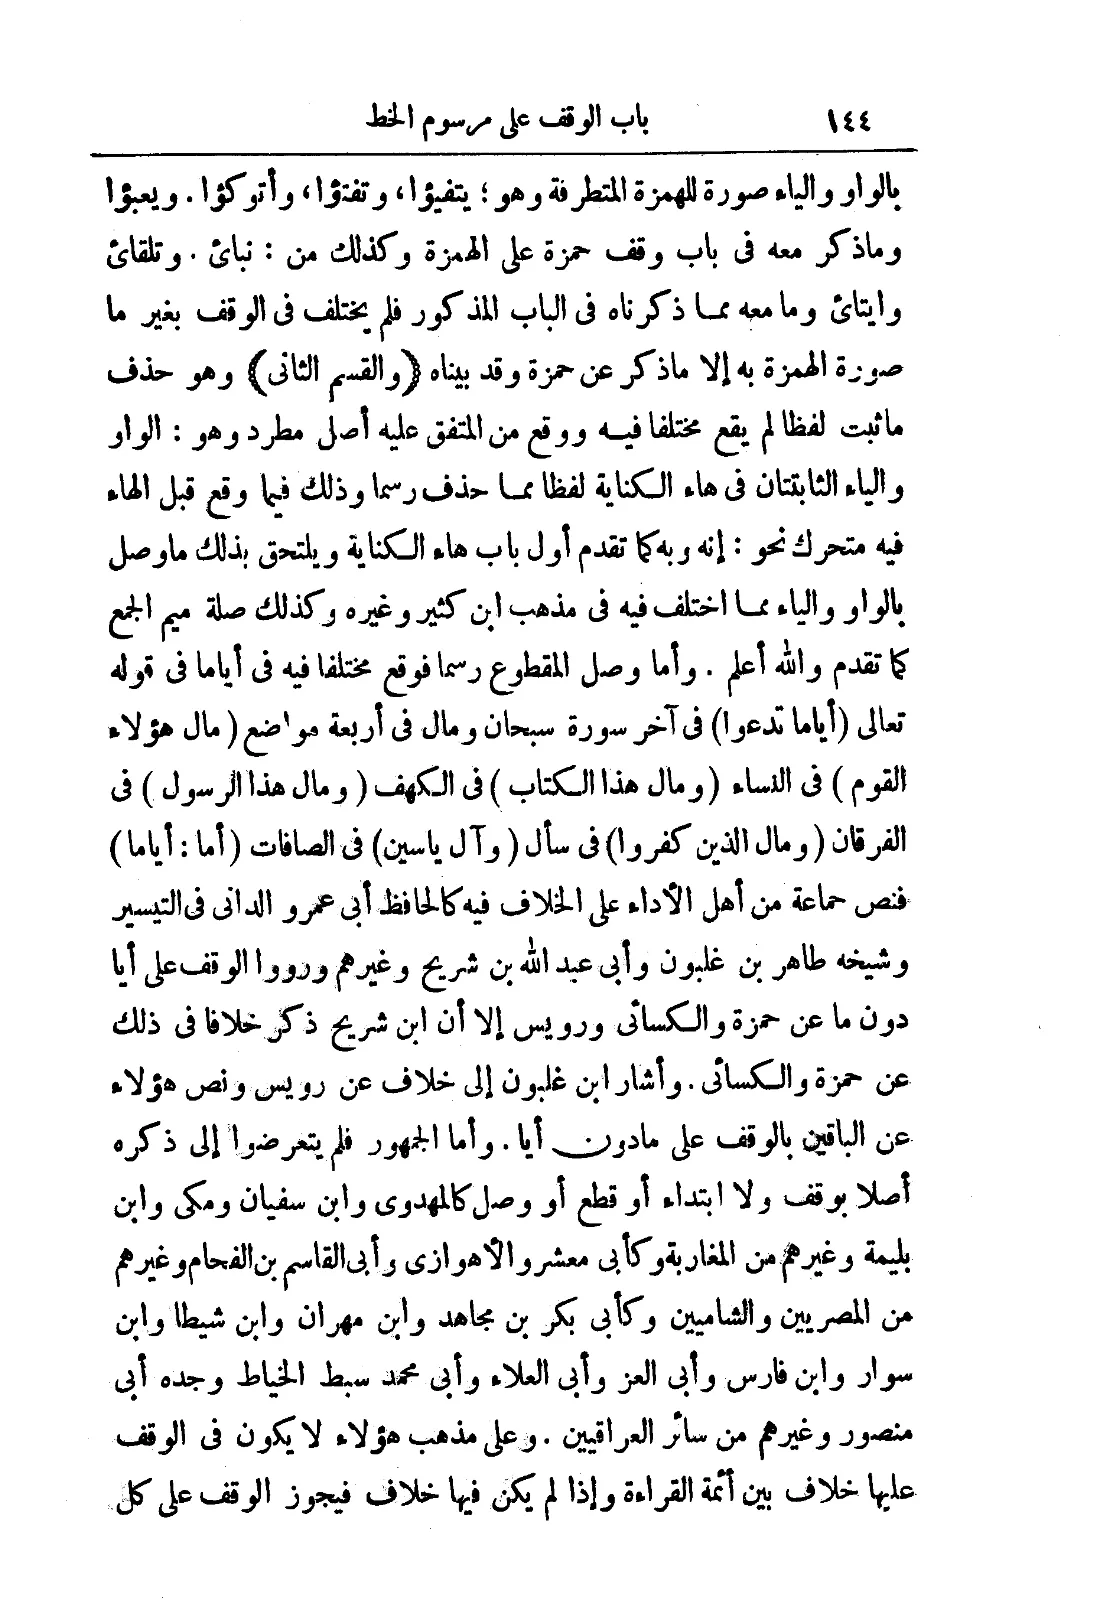 ١٤٤ باب الوقف على مرسوم الخط
بالواو والياء صورة للهمزة المتطرفة وهو ؛ يتفيؤا، وتفتؤا، وأتوكؤا . ويعبؤا
وماذكر معه فى باب وقف حمزة على الهمزة وكذلك من : نبائ . وتلقائ
وايتائ وما معه مما ذكرناه فى الباب المذكور فلم يختلف فى الوقف بغير ما
صورة الهمزة به إلا ماذكر عن حمزة وقد بيناه (والقسم الثانى) وهو حذف
ماثبت لفظا لم يقع مختلفا فيه ووقع من المتفق عليه أصل مطرد وهو : الواو
والياء الثابتتان فى هاء الكناية لفظا مما حذف رسما وذلك فيما وقع قبل الهاء
فيه متحرك نحو : إنه وبه كما تقدم أول باب هاء الكناية ويلتحق بذلك ماوصل
بالواو والياء مما اختلف فيه فى مذهب ابن كثير وغيره وكذلك صلة ميم الجمع
كما تقدم والله أعلم . وأما وصل المقطوع رسما فوقع مختلفا فيه فى أياما فى قوله
تعالى (أياما تدعوا) فى آخر سورة سبحان ومال فى أربعة مواضع ( مال هؤلاء
القوم ) فى النساء (ومال هذا الكتاب ) فى الكهف ( ومال هذا الرسول ) فى
الفرقان (ومال الذين كفروا) فى سأل ( وآل ياسين) فى الصافات (أما : أياما)
فنص جماعة من أهل الأداء على الخلاف فيه كالحافظ أبى عمرو الدانى فى التيسير
وشيخه طاهر بن غلبون وأبى عبد الله بن شريح وغيرهم ورووا الوقف على أيا
دون ما عن حمزة والكسائى ورويس إلا أن ابن شريح ذكر خلافا فى ذلك
عن حمزة والكسائى . وأشار ابن غلبون إلى خلاف عن رويس ونص هؤلاء
عن الباقين بالوقف على مادون أيا . وأما الجمهور فلم يتعرضوا إلى ذكره
أصلا بوقف ولا ابتداء أو قطع أو وصل كالمهدوى وابن سفيان ومكى وابن
بليمة وغيرهم من المغاربة وكأبى معشر والأهوازى وأبى القاسم بن الفحام وغيرهم
من المصريين والشاميين وكأبى بكر بن مجاهد وابن مهران وابن شيطا وابن
سوار وابن فارس وأبى العز وأبى العلاء وأبى محمد سبط الخياط وجده أبى
منصور وغيرهم من سائر العراقيين . وعلى مذهب هؤلاء لا يكون فى الوقف
عليها خلاف بين أئمة القراءة وإذا لم يكن فيها خلاف فيجوز الوقف على كل